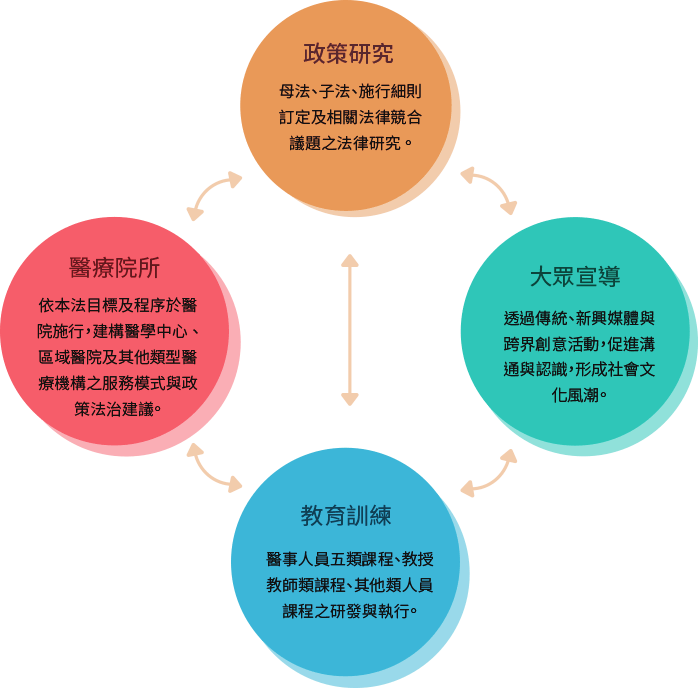 政策研究
母法、子法、施行細則
訂定及相關法律競合
議題之法律研究。
醫療院所
依本法目標及程序於醫
院施行，建構醫學中心、
區域醫院及其他類型醫
療機構之服務模式與政
策法治建議。
大眾宣導
透過傳統、新興媒體與
跨界創意活動，促進溝
通與認識，形成社會文
化風潮。
教育訓練
醫事人員五類課程、教授
教師類課程、其他類人員
課程之研發與執行。